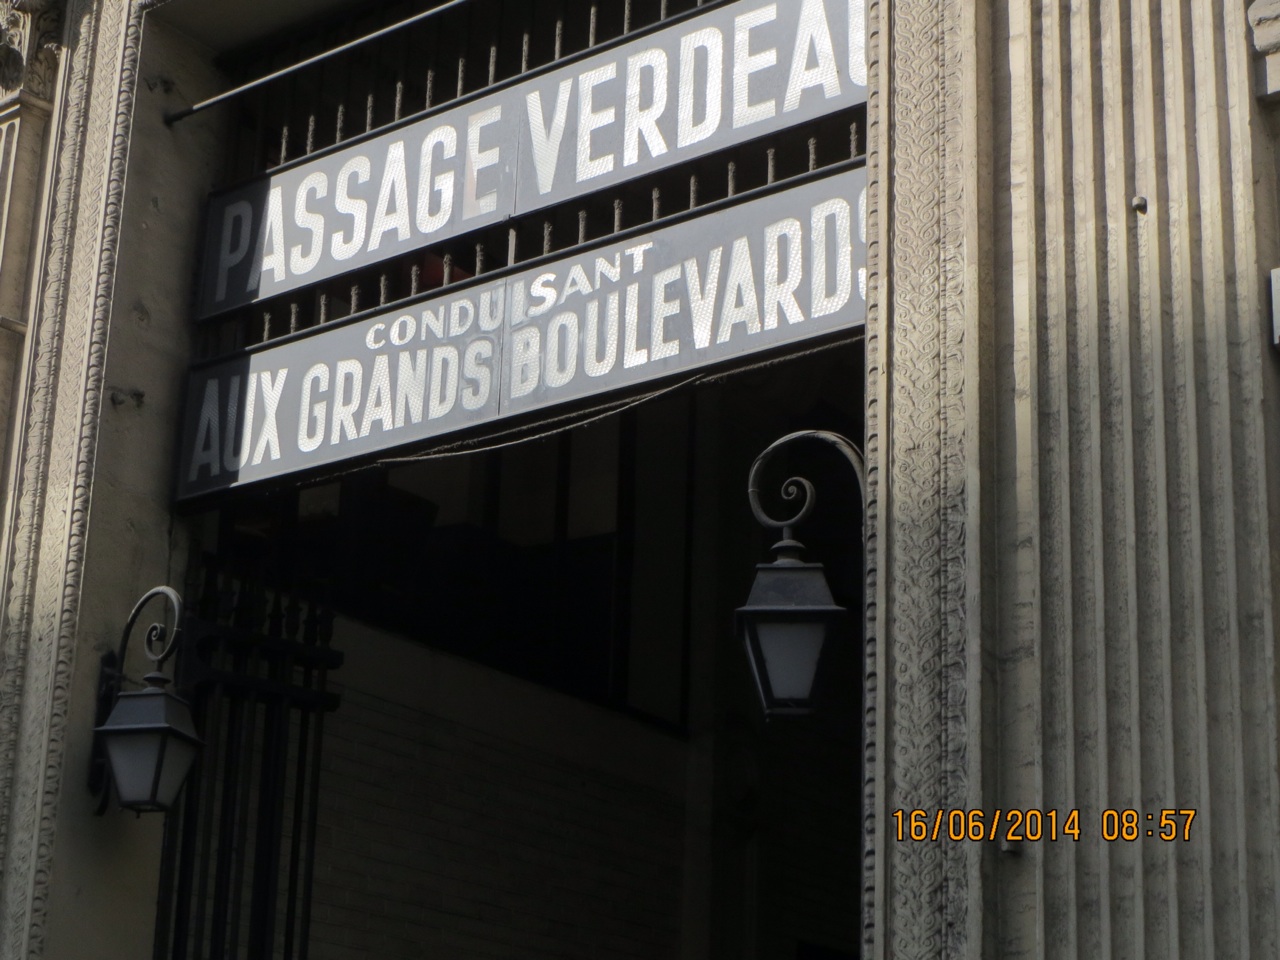 PASSAGE VERDEAU
CONDUISANT
AUX GRANDS BOULEVARDS
16/06/2014 08:57